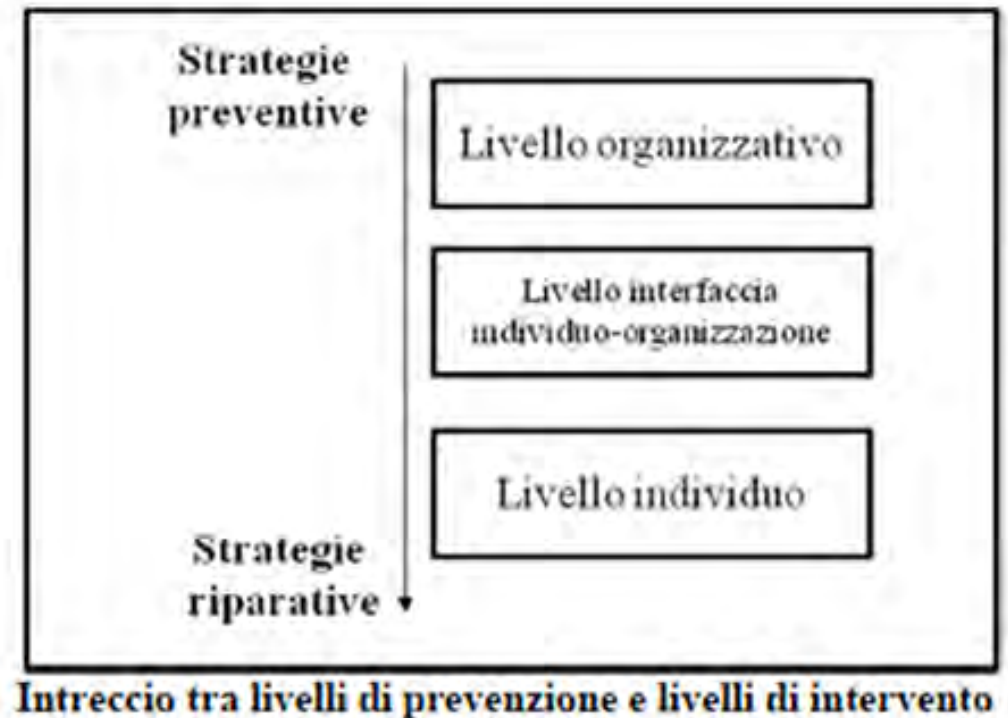 Strategie
preventive
Livello organizzativo
Livello interfaccia
individuo-organizzazione
Livello individuo
Strategie
riparative
Intreccio tra livelli di prevenzione e livelli di intervento